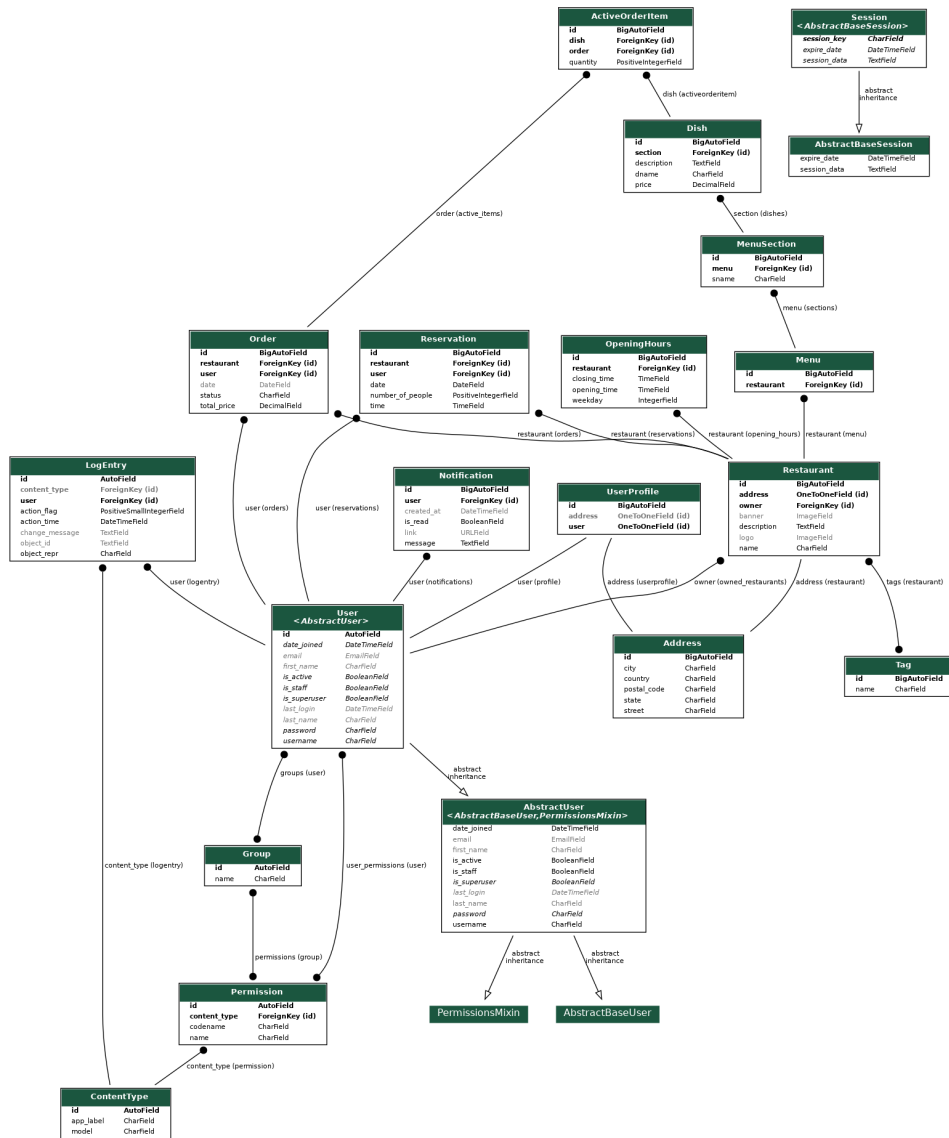 ActiveOrderItem
id BigAutoField
dish ForeignKey (id)
order ForeignKey (id)
quantity PositiveIntegerField
Session
<AbstractBaseSession>
session_key CharField
expire_date DateTimeField
session_data TextField
abstract
inheritance
dish (activeorderitem)
Dish
id BigAutoField
section ForeignKey (id)
description TextField
dname CharField
price DecimalField
AbstractBaseSession
expire_date DateTimeField
session_data TextField
order (active_items)
section (dishes)
MenuSection
id BigAutoField
menu ForeignKey (id)
sname CharField
menu (sections)
Order
id BigAutoField
restaurant ForeignKey (id)
user ForeignKey (id)
date DateField
status CharField
total_price DecimalField
Reservation
id BigAutoField
restaurant ForeignKey (id)
user ForeignKey (id)
date DateField
number_of_people PositiveIntegerField
time TimeField
OpeningHours
id BigAutoField
restaurant ForeignKey (id)
closing_time TimeField
opening_time TimeField
weekday IntegerField
Menu
id BigAutoField
restaurant ForeignKey (id)
restaurant (orders)
restaurant (reservations)
restaurant (opening_hours)
restaurant (menu)
LogEntry
id AutoField
content_type ForeignKey (id)
user ForeignKey (id)
action_flag PositiveSmallIntegerField
action_time DateTimeField
change_message TextField
object_id TextField
object_repr CharField
user (orders)
user (reservations)
Notification
id BigAutoField
user ForeignKey (id)
created_at DateTimeField
is_read BooleanField
link URLField
message TextField
UserProfile
id BigAutoField
address OneToOneField (id)
user OneToOneField (id)
Restaurant
id BigAutoField
address OneToOneField (id)
owner ForeignKey (id)
banner ImageField
description TextField
logo ImageField
name CharField
user (logentry)
user (notifications)
user (profile)
address (userprofile)
owner (owned_restaurants)
address (restaurant)
tags (restaurant)
User
<AbstractUser>
id AutoField
date_joined DateTimeField
email EmailField
first_name CharField
is_active BooleanField
is_staff BooleanField
is_superuser BooleanField
last_login DateTimeField
last_name CharField
password CharField
username CharField
Address
id BigAutoField
city CharField
country CharField
postal_code CharField
state CharField
street CharField
Tag
id BigAutoField
name CharField
groups (user)
abstract
inheritance
AbstractUser
<AbstractBaseUser,PermissionsMixin>
date_joined DateTimeField
email EmailField
first_name CharField
is_active BooleanField
is_staff BooleanField
is_superuser BooleanField
last_login DateTimeField
last_name CharField
password CharField
username CharField
Group
id AutoField
name CharField
content_type (logentry)
user_permissions (user)
permissions (group)
abstract
inheritance
abstract
inheritance
Permission
id AutoField
content_type ForeignKey (id)
codename CharField
name CharField
PermissionsMixin
AbstractBaseUser
content_type (permission)
ContentType
id AutoField
app_label CharField
model CharField